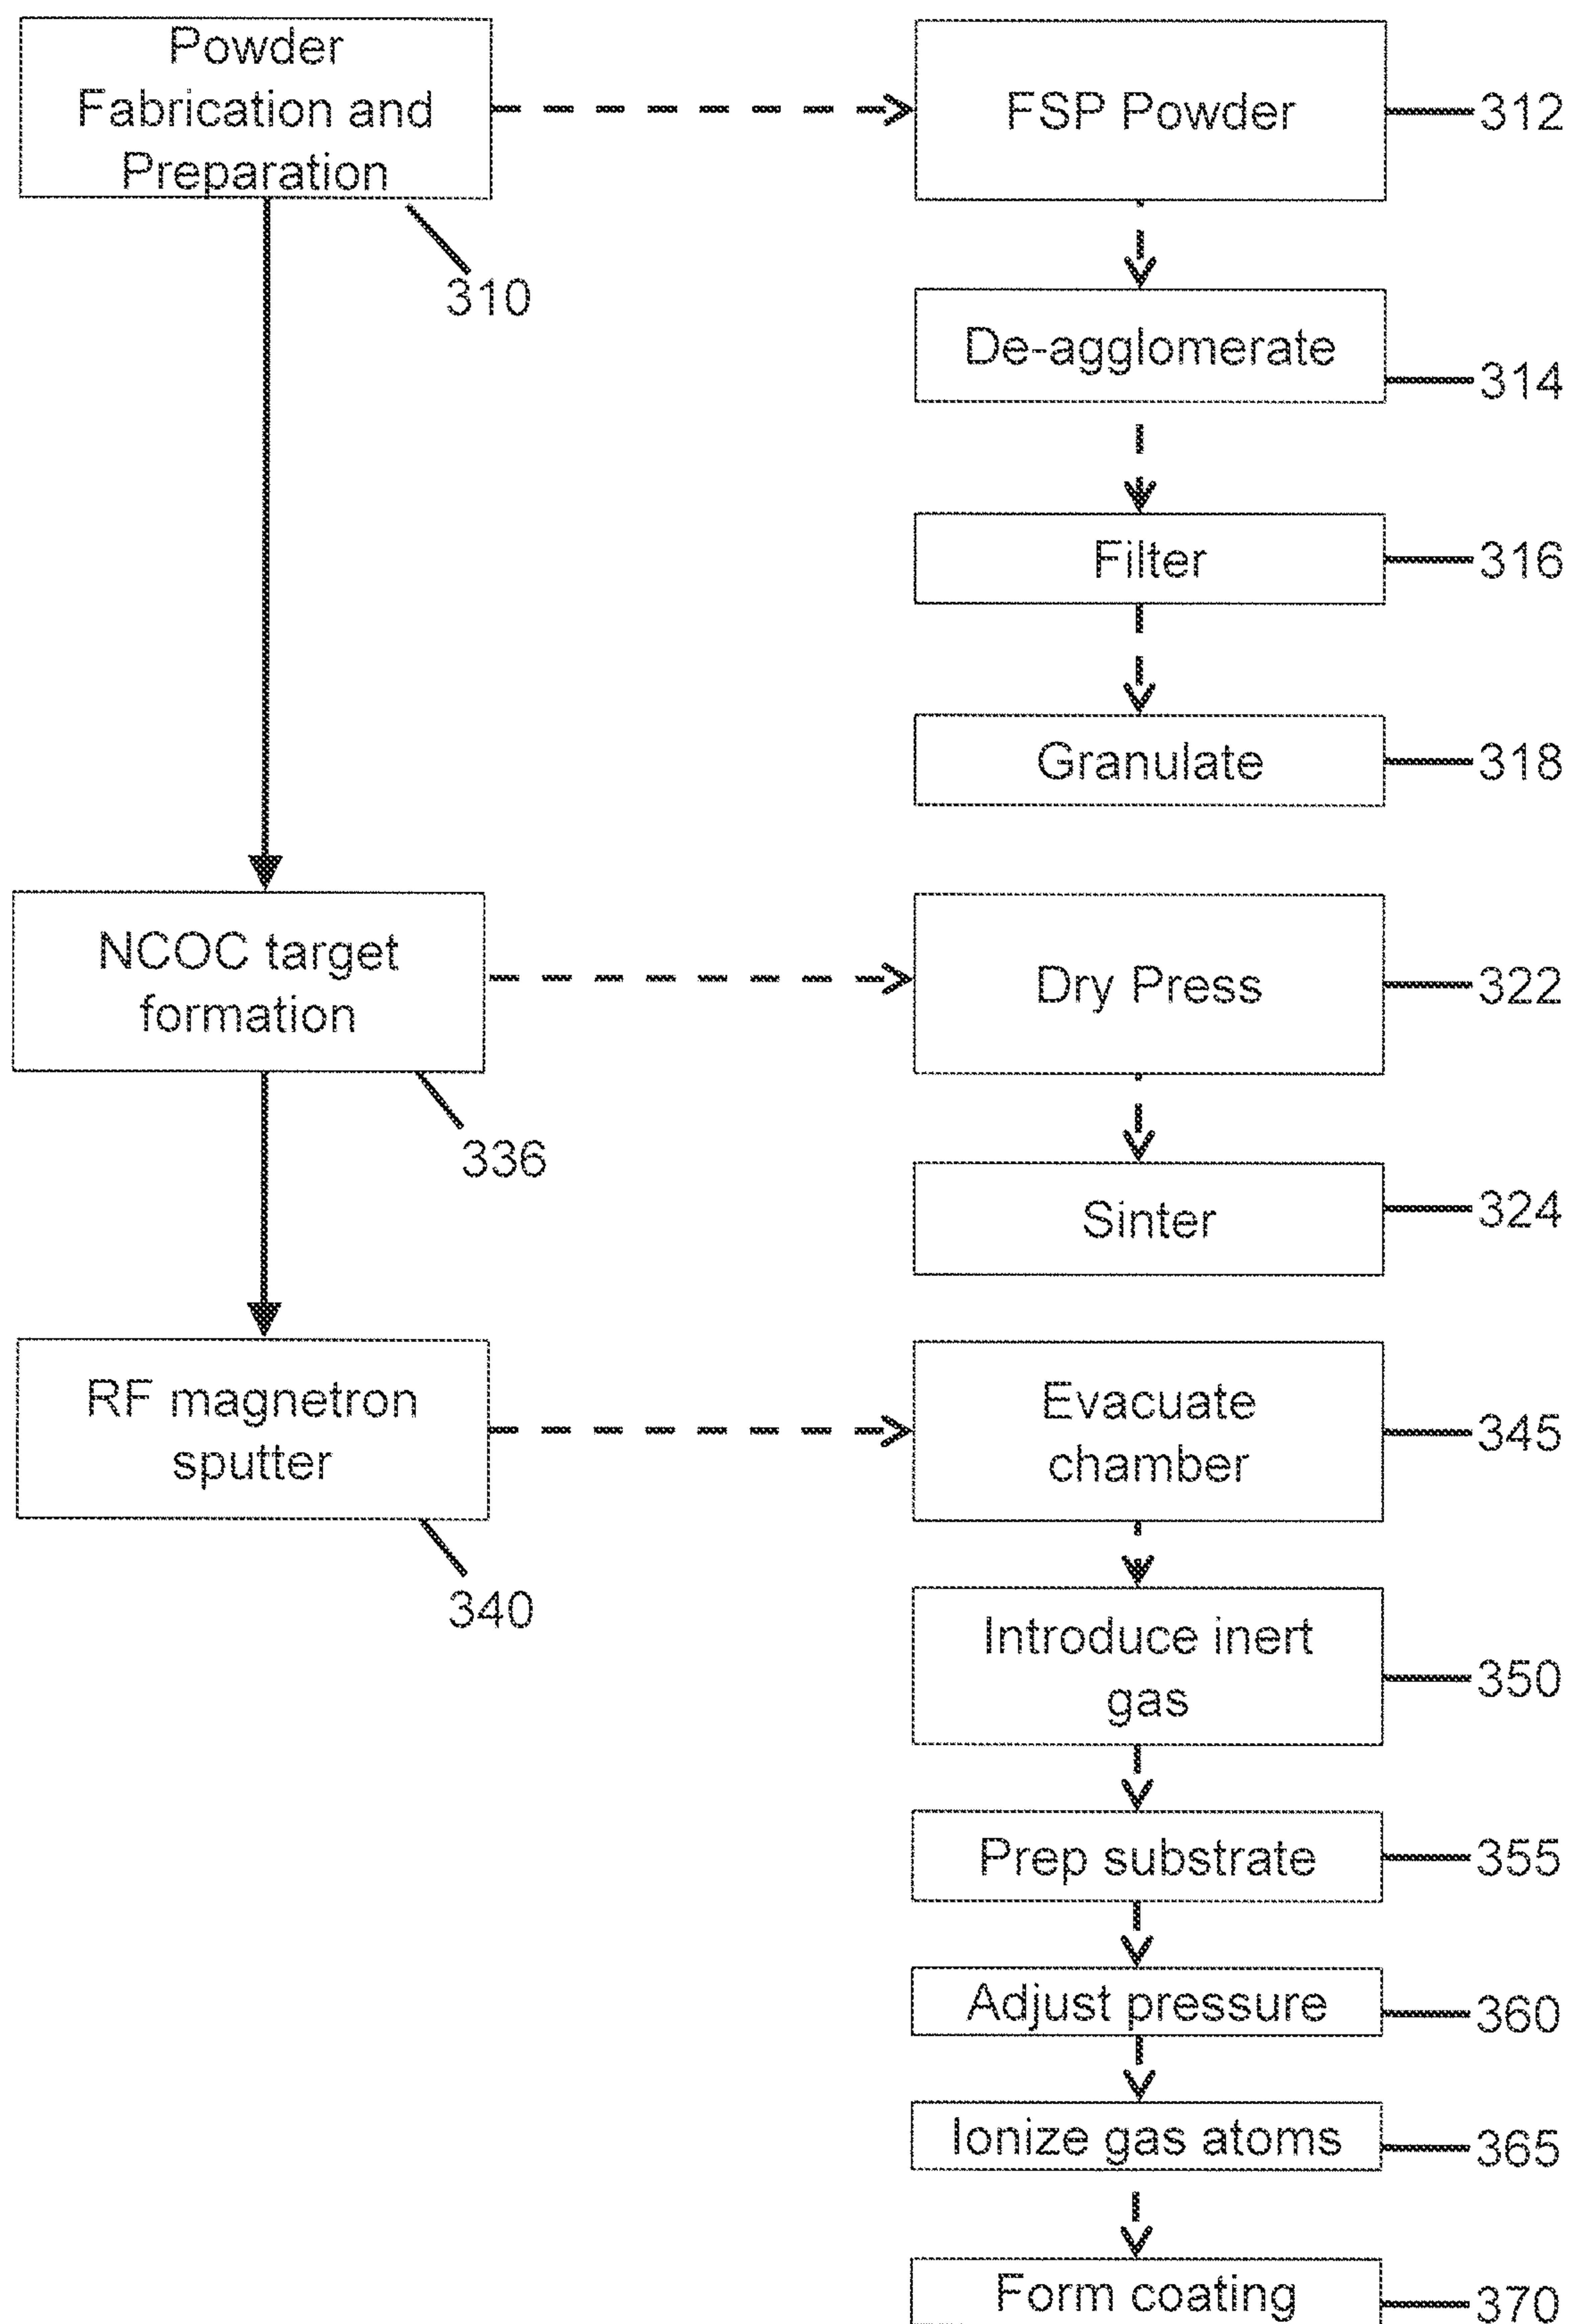 Powder
Fabrication and
Preparation
310
FSP Powder
312
De-agglomerate
314
Filter
316
Granulate
318
NCOC target
formation
336
Dry Press
322
Sinter
324
RF magnetron
sputter
340
Evacuate
chamber
345
Introduce inert
gas
350
Prep substrate
355
Adjust pressure
360
Ionize gas atoms
365
Form coating
370